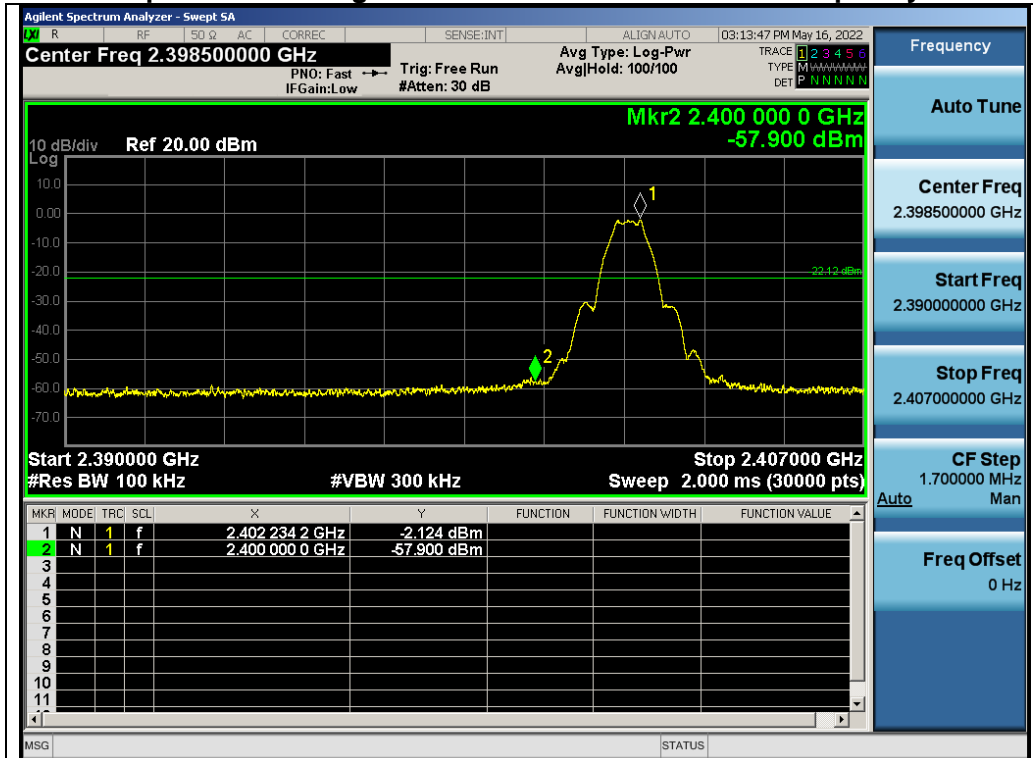 Agilent Spectrum Analyzer - Swept SA
LXI R RF 50 Ω AC CORREC SENSE:INT ALIGN AUTO 03:13:47 PM May 16, 2022
Center Freq 2.398500000 GHz
PNO: Fast
IFGain:Low
Trig: Free Run
#Atten: 30 dB
Avg Type: Log-Pwr
Avg|Hold: 100/100
TRACE 1 2 3 4 5 6
TYPE M WWWWW
DET P N N N N N
Mkr2 2.400 000 0 GHz
-57.900 dBm
10 dB/div Ref 20.00 dBm
Log
10.0
0.00
-10.0
-20.0
-30.0
-40.0
-50.0
-60.0
-70.0
1
-22.12 dBm
2
Start 2.390000 GHz Stop 2.407000 GHz
#Res BW 100 kHz #VBW 300 kHz Sweep 2.000 ms (30000 pts)
MKR MODE TRC SCL X Y FUNCTION FUNCTION WIDTH FUNCTION VALUE
1 N 1 f 2.402 234 2 GHz -2.124 dBm
2 N 1 f 2.400 000 0 GHz -57.900 dBm
3
4
5
6
7
8
9
10
11
MSG STATUS
Frequency
Auto Tune
Center Freq
2.398500000 GHz
Start Freq
2.390000000 GHz
Stop Freq
2.407000000 GHz
CF Step
1.700000 MHz
Auto Man
Freq Offset
0 Hz